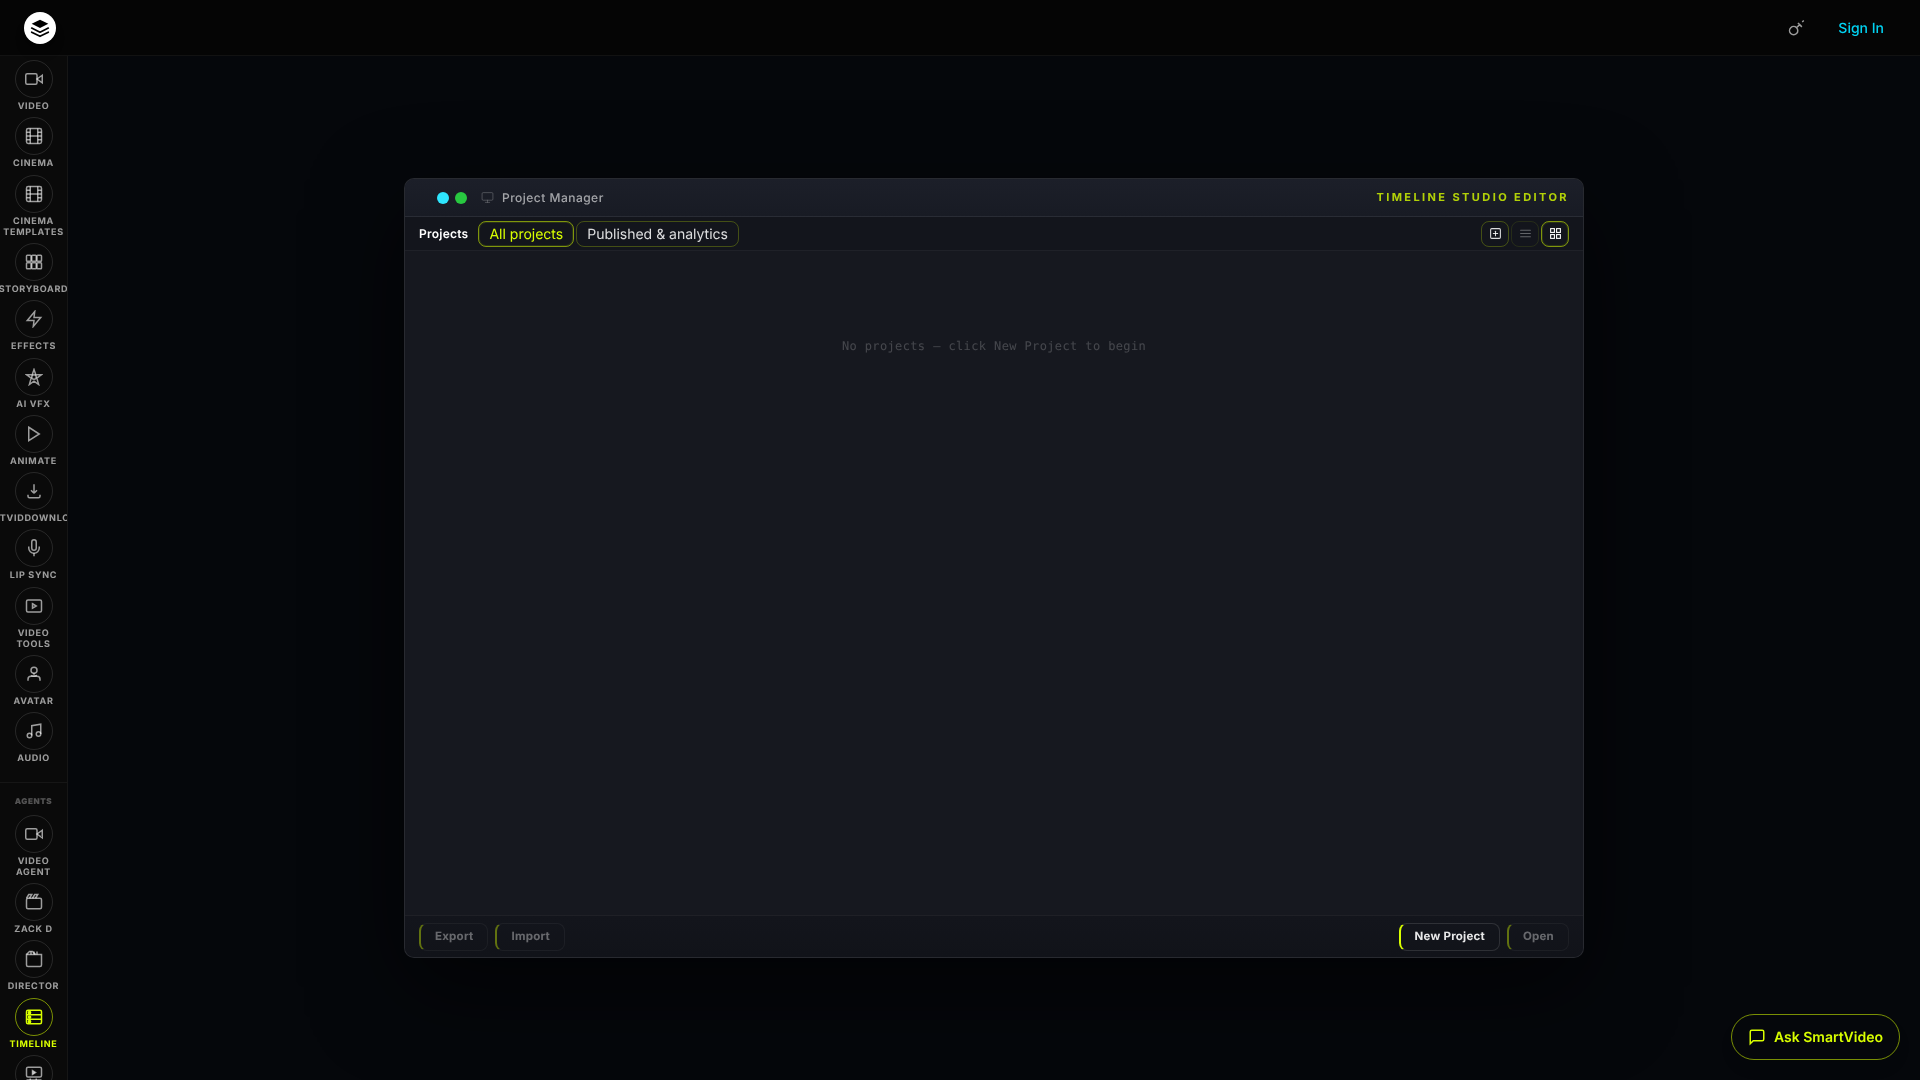 Sign In
VIDEO
CINEMA
CINEMA
TEMPLATES
STORYBOARD
EFFECTS
AI VFX
ANIMATE
TVIDDOWNLO
LIP SYNC
VIDEO
TOOLS
AVATAR
AUDIO
AGENTS
VIDEO
AGENT
ZACK D
DIRECTOR
TIMELINE
Project Manager
TIMELINE STUDIO EDITOR
Projects All projects Published & analytics
No projects — click New Project to begin
Export Import New Project Open
Ask SmartVideo